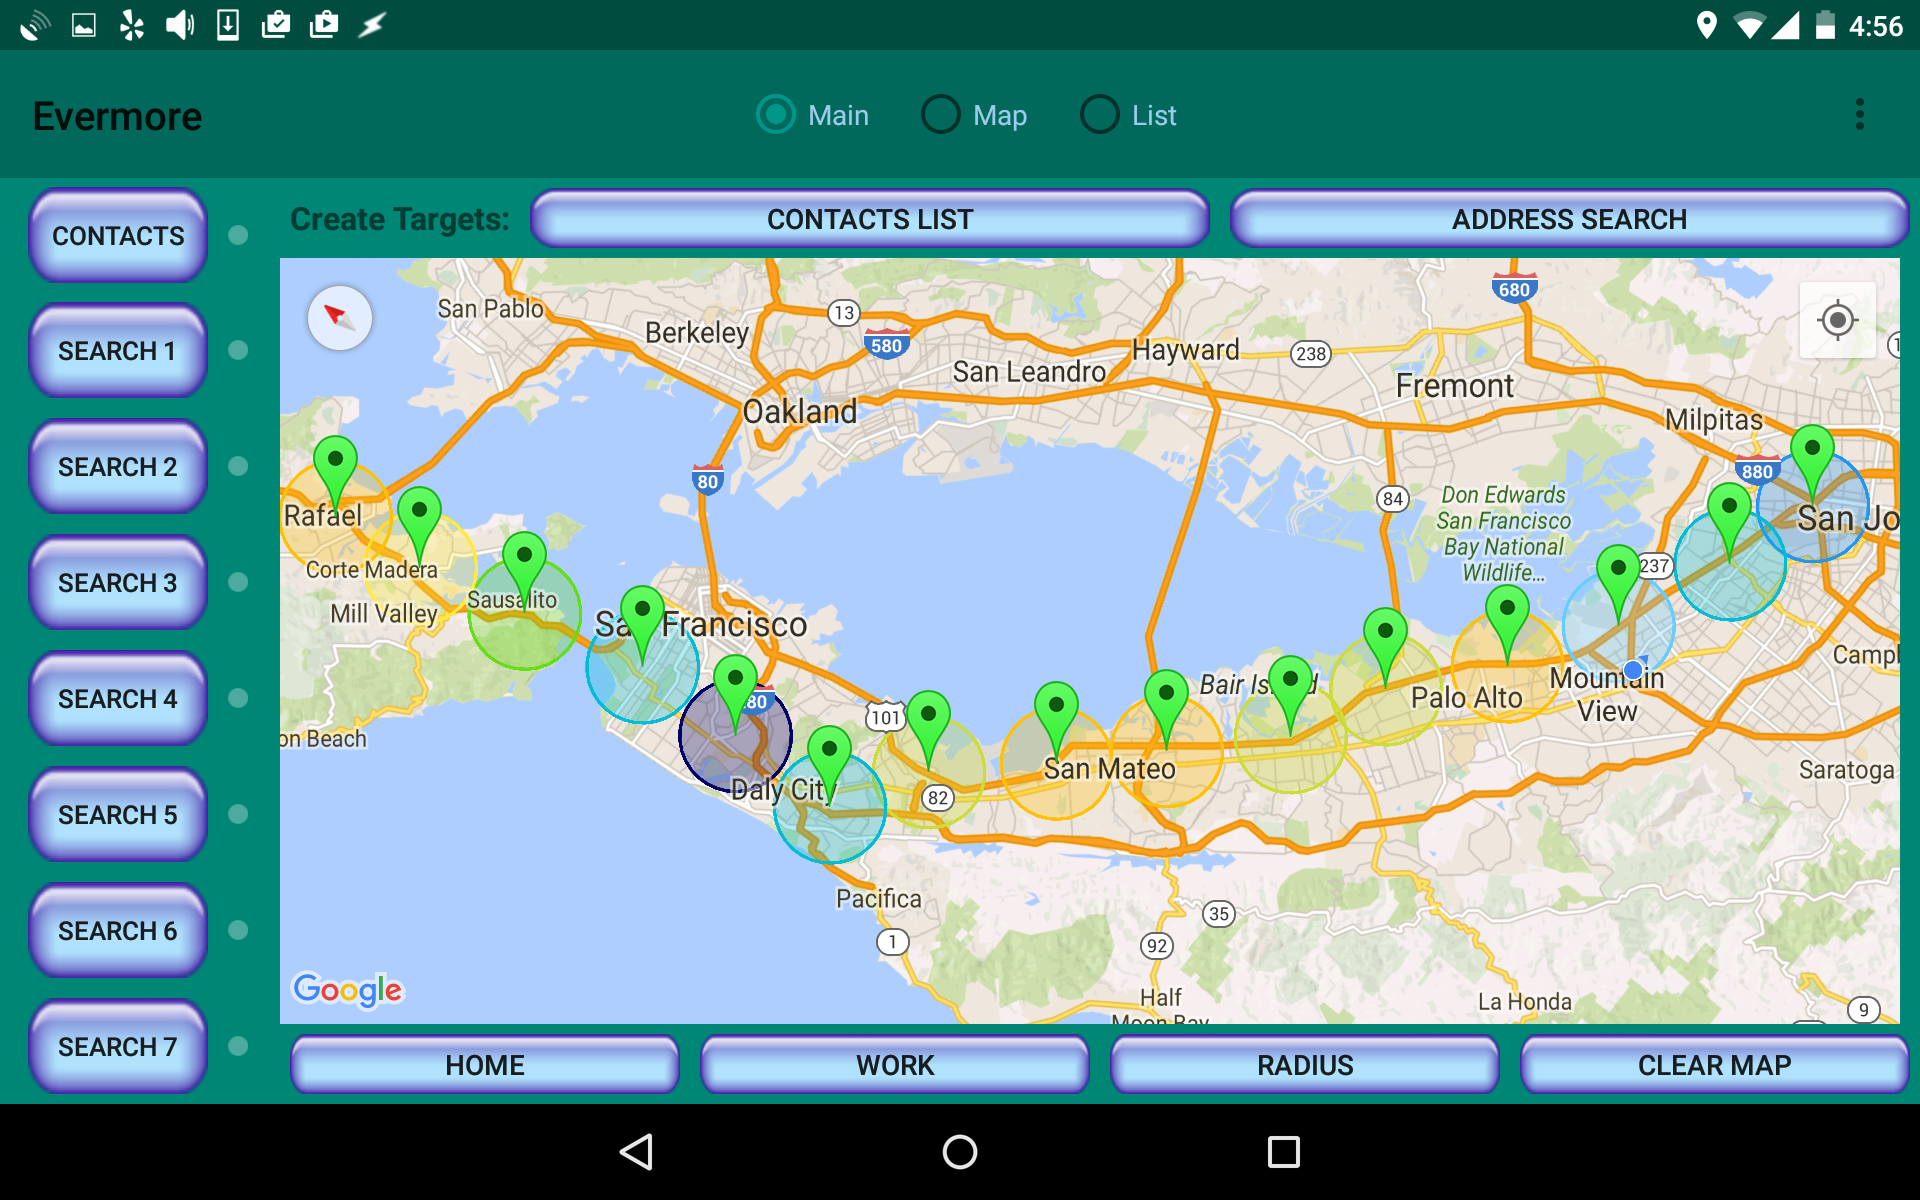 4:56
Evermore
Main
Map
List
CONTACTS
SEARCH 1
SEARCH 2
SEARCH 3
SEARCH 4
SEARCH 5
SEARCH 6
SEARCH 7
Create Targets:
CONTACTS LIST
ADDRESS SEARCH
San Pablo
Berkeley
13
580
Hayward
238
680
San Leandro
Fremont
Oakland
Milpitas
80
84
880
Don Edwards
San Francisco
Bay National
Wildlife...
Rafael
San Jo
Corte Madera
237
Mill Valley
Sausalito
San Francisco
Campl
Bair Island
Mountain
View
Palo Alto
80
101
on Beach
San Mateo
Saratoga
Daly City
82
Pacifica
35
1
92
Half
Moon Bay
La Honda
9
Google
HOME
WORK
RADIUS
CLEAR MAP